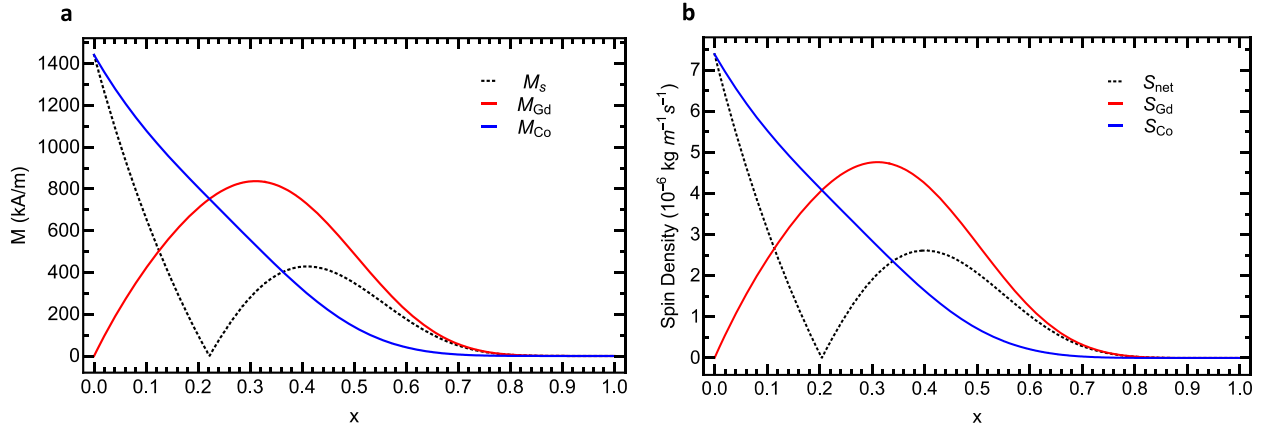 a
1400
1200
1000
800
600
400
200
0
M (kA/m)
0.0 0.1 0.2 0.3 0.4 0.5 0.6 0.7 0.8 0.9 1.0
x
M_s
M_Gd
M_Co
b
7
6
5
4
3
2
1
0
Spin Density (10⁻⁶ kg m⁻¹ s⁻¹)
0.0 0.1 0.2 0.3 0.4 0.5 0.6 0.7 0.8 0.9 1.0
x
S_net
S_Gd
S_Co